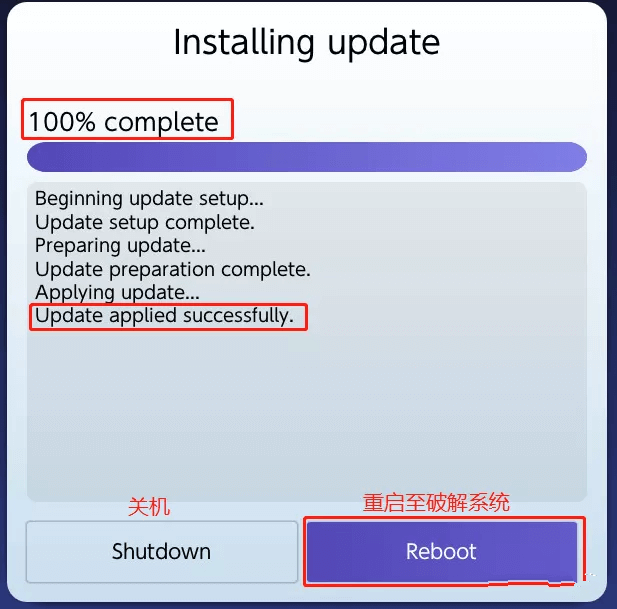 Installing update
100% complete
Beginning update setup...
Update setup complete.
Preparing update...
Update preparation complete.
Applying update...
Update applied successfully.
关机
重启至破解系统
Shutdown
Reboot